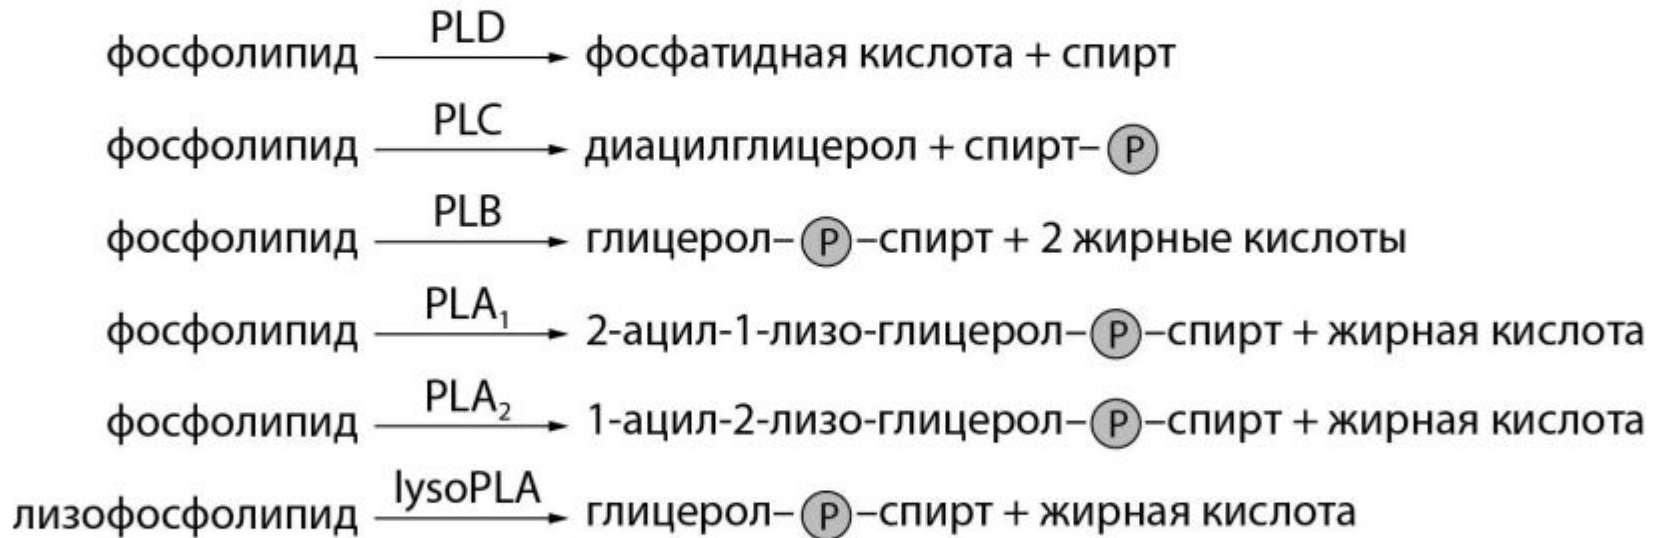 фосфолипид PLD фосфатидная кислота + спирт
фосфолипид PLC диацилглицерол + спирт–P
фосфолипид PLB глицерол–P–спирт + 2 жирные кислоты
фосфолипид PLA₁ 2-ацил-1-лизо-глицерол–P–спирт + жирная кислота
фосфолипид PLA₂ 1-ацил-2-лизо-глицерол–P–спирт + жирная кислота
лизофосфолипид lysoPLA глицерол–P–спирт + жирная кислота